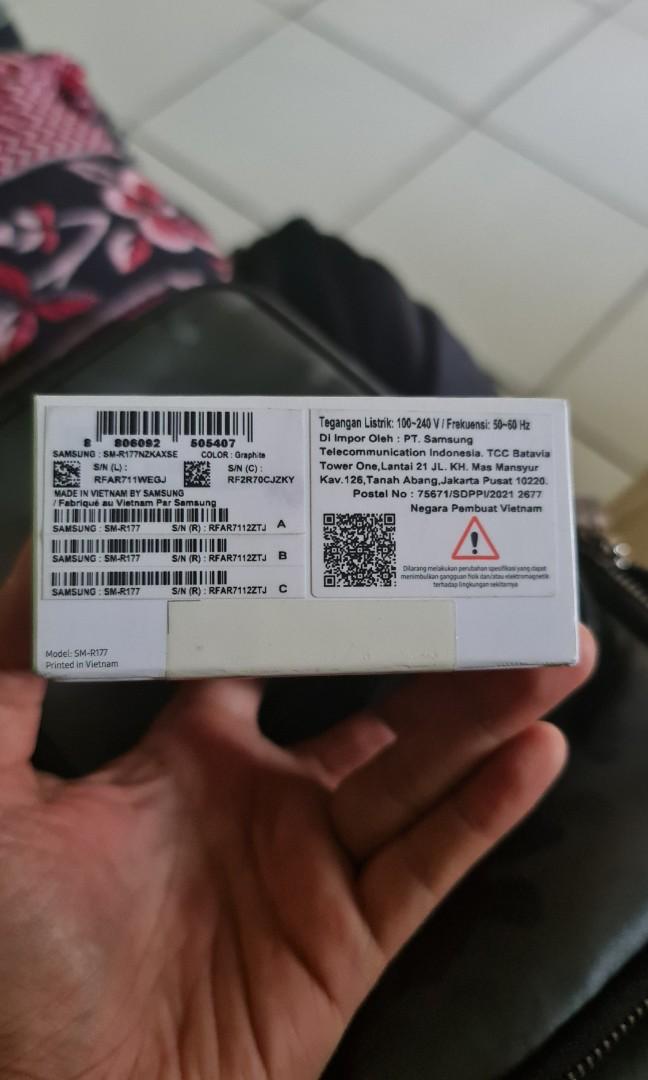 8 806092 505407
SAMSUNG : SM-R177NZKAXSE COLOR : Graphite
S/N (L) :
RFAR711WEGJ
S/N (C) :
RF2R70CJZKY
MADE IN VIETNAM BY SAMSUNG
/ Fabriqué au Vietnam Par Samsung
SAMSUNG : SM-R177 S/N (R) : RFAR7112ZTJ A
SAMSUNG : SM-R177 S/N (R) : RFAR7112ZTJ B
SAMSUNG : SM-R177 S/N (R) : RFAR7112ZTJ C
Model: SM-R177
Printed in Vietnam
Tegangan Listrik: 100~240 V / Frekuensi: 50~60 Hz
Di Impor Oleh : PT. Samsung
Telecommunication Indonesia. TCC Batavia
Tower One,Lantai 21 JL. KH. Mas Mansyur
Kav.126,Tanah Abang,Jakarta Pusat 10220.
Postel No : 75671/SDPPI/2021 2677
Negara Pembuat Vietnam
Dilarang melakukan perubahan spesifikasi yang dapat
menimbulkan gangguan fisik dan/atau elektromagnetik
terhadap lingkungan sekitarnya